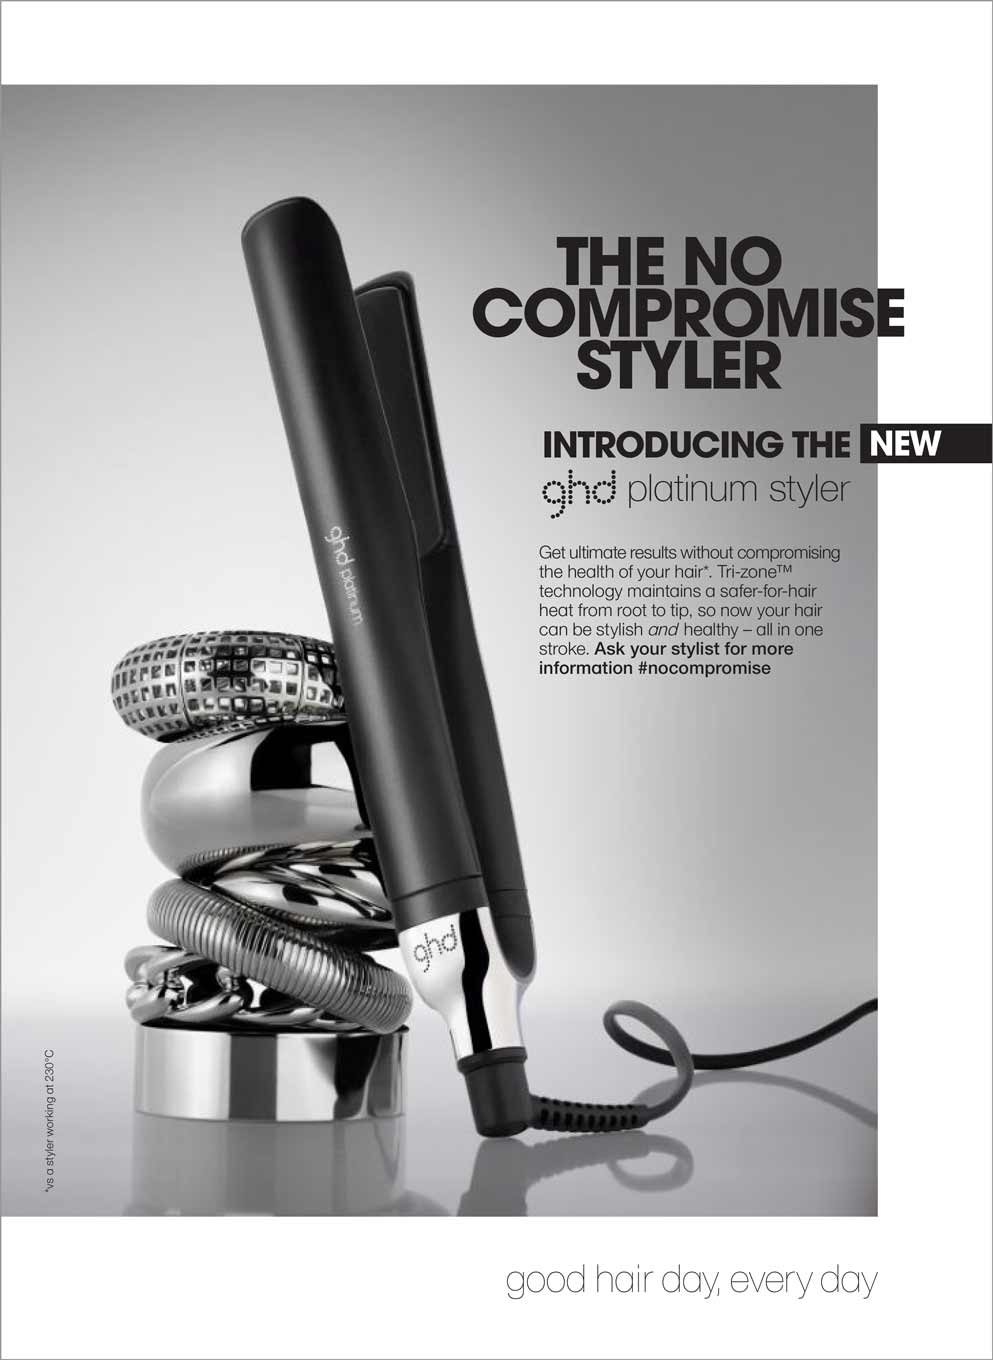 THE NO
COMPROMISE
STYLER
INTRODUCING THE NEW
ghd platinum styler
Get ultimate results without compromising
the health of your hair*. Tri-zone™
technology maintains a safer-for-hair
heat from root to tip, so now your hair
can be stylish and healthy – all in one
stroke. Ask your stylist for more
information #nocompromise
ghd platinum
ghd
*vs a styler working at 230°C
good hair day, every day